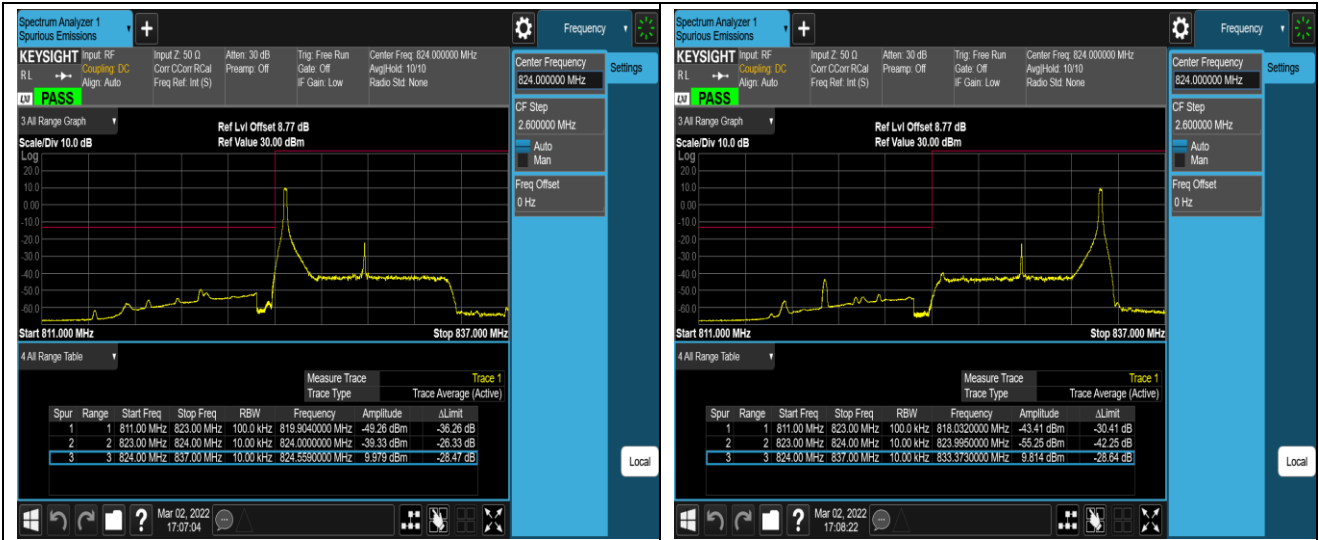 Spectrum Analyzer 1
Spurious Emissions
+
Frequency
KEYSIGHT
Input: RF
Coupling: DC
Align: Auto
Input Z: 50 Ω
Corr CCorr RCal
Freq Ref: Int (S)
Atten: 30 dB
Preamp: Off
Trig: Free Run
Gate: Off
IF Gain: Low
Center Freq: 824.000000 MHz
Avg|Hold: 10/10
Radio Std: None
RL
LXI PASS
3 All Range Graph
Ref Lvl Offset 8.77 dB
Scale/Div 10.0 dB
Ref Value 30.00 dBm
Log
20.0
10.0
0.00
-10.0
-20.0
-30.0
-40.0
-50.0
-60.0
Start 811.000 MHz
Stop 837.000 MHz
4 All Range Table
Measure Trace Trace 1
Trace Type Trace Average (Active)
Spur Range Start Freq Stop Freq RBW Frequency Amplitude ΔLimit
1 1 811.00 MHz 823.00 MHz 100.0 kHz 819.9040000 MHz -49.26 dBm -36.26 dB
2 2 823.00 MHz 824.00 MHz 10.00 kHz 824.0000000 MHz -39.33 dBm -26.33 dB
3 3 824.00 MHz 837.00 MHz 10.00 kHz 824.5590000 MHz 9.979 dBm -28.47 dB
Center Frequency
824.000000 MHz
Settings
CF Step
2.600000 MHz
Auto
Man
Freq Offset
0 Hz
Local
?
Mar 02, 2022
17:07:04
Spectrum Analyzer 1
Spurious Emissions
+
Frequency
KEYSIGHT
Input: RF
Coupling: DC
Align: Auto
Input Z: 50 Ω
Corr CCorr RCal
Freq Ref: Int (S)
Atten: 30 dB
Preamp: Off
Trig: Free Run
Gate: Off
IF Gain: Low
Center Freq: 824.000000 MHz
Avg|Hold: 10/10
Radio Std: None
RL
LXI PASS
3 All Range Graph
Ref Lvl Offset 8.77 dB
Scale/Div 10.0 dB
Ref Value 30.00 dBm
Log
20.0
10.0
0.00
-10.0
-20.0
-30.0
-40.0
-50.0
-60.0
Start 811.000 MHz
Stop 837.000 MHz
4 All Range Table
Measure Trace Trace 1
Trace Type Trace Average (Active)
Spur Range Start Freq Stop Freq RBW Frequency Amplitude ΔLimit
1 1 811.00 MHz 823.00 MHz 100.0 kHz 818.0320000 MHz -43.41 dBm -30.41 dB
2 2 823.00 MHz 824.00 MHz 10.00 kHz 823.9950000 MHz -55.25 dBm -42.25 dB
3 3 824.00 MHz 837.00 MHz 10.00 kHz 833.3730000 MHz 9.814 dBm -28.64 dB
Center Frequency
824.000000 MHz
Settings
CF Step
2.600000 MHz
Auto
Man
Freq Offset
0 Hz
Local
?
Mar 02, 2022
17:08:22